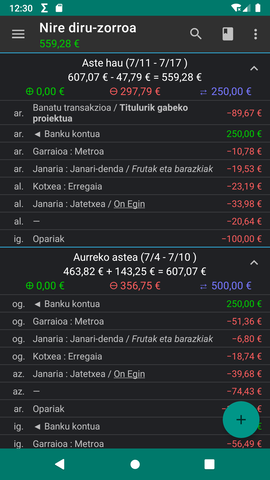 12:30
Nire diru-zorroa
559,28 €
Aste hau (7/11 - 7/17 )
607,07 € - 47,79 € = 559,28 €
⊕ 0,00 € ⊖ 297,79 € ⇄ 250,00 €
ar. Banatu transakzioa / Titulurik gabeko proiektua −89,67 €
ar. ◄ Banku kontua 250,00 €
ar. Garraioa : Metroa −10,78 €
ar. Janaria : Janari-denda / Frutak eta barazkiak −19,53 €
al. Kotxea : Erregaia −23,19 €
al. Janaria : Jatetxea / On Egin −33,98 €
al. — −20,64 €
ig. Opariak −100,00 €
Aurreko astea (7/4 - 7/10 )
463,82 € + 143,25 € = 607,07 €
⊕ 0,00 € ⊖ 356,75 € ⇄ 500,00 €
og. ◄ Banku kontua 250,00 €
og. Garraioa : Metroa −51,36 €
og. Janaria : Janari-denda / Frutak eta barazkiak −6,80 €
og. Kotxea : Erregaia −18,74 €
az. Janaria : Jatetxea / On Egin −39,68 €
az. — −74,43 €
ar. Opariak
ig. ◄ Banku kontua
ig. Garraioa : Metroa −56,49 €